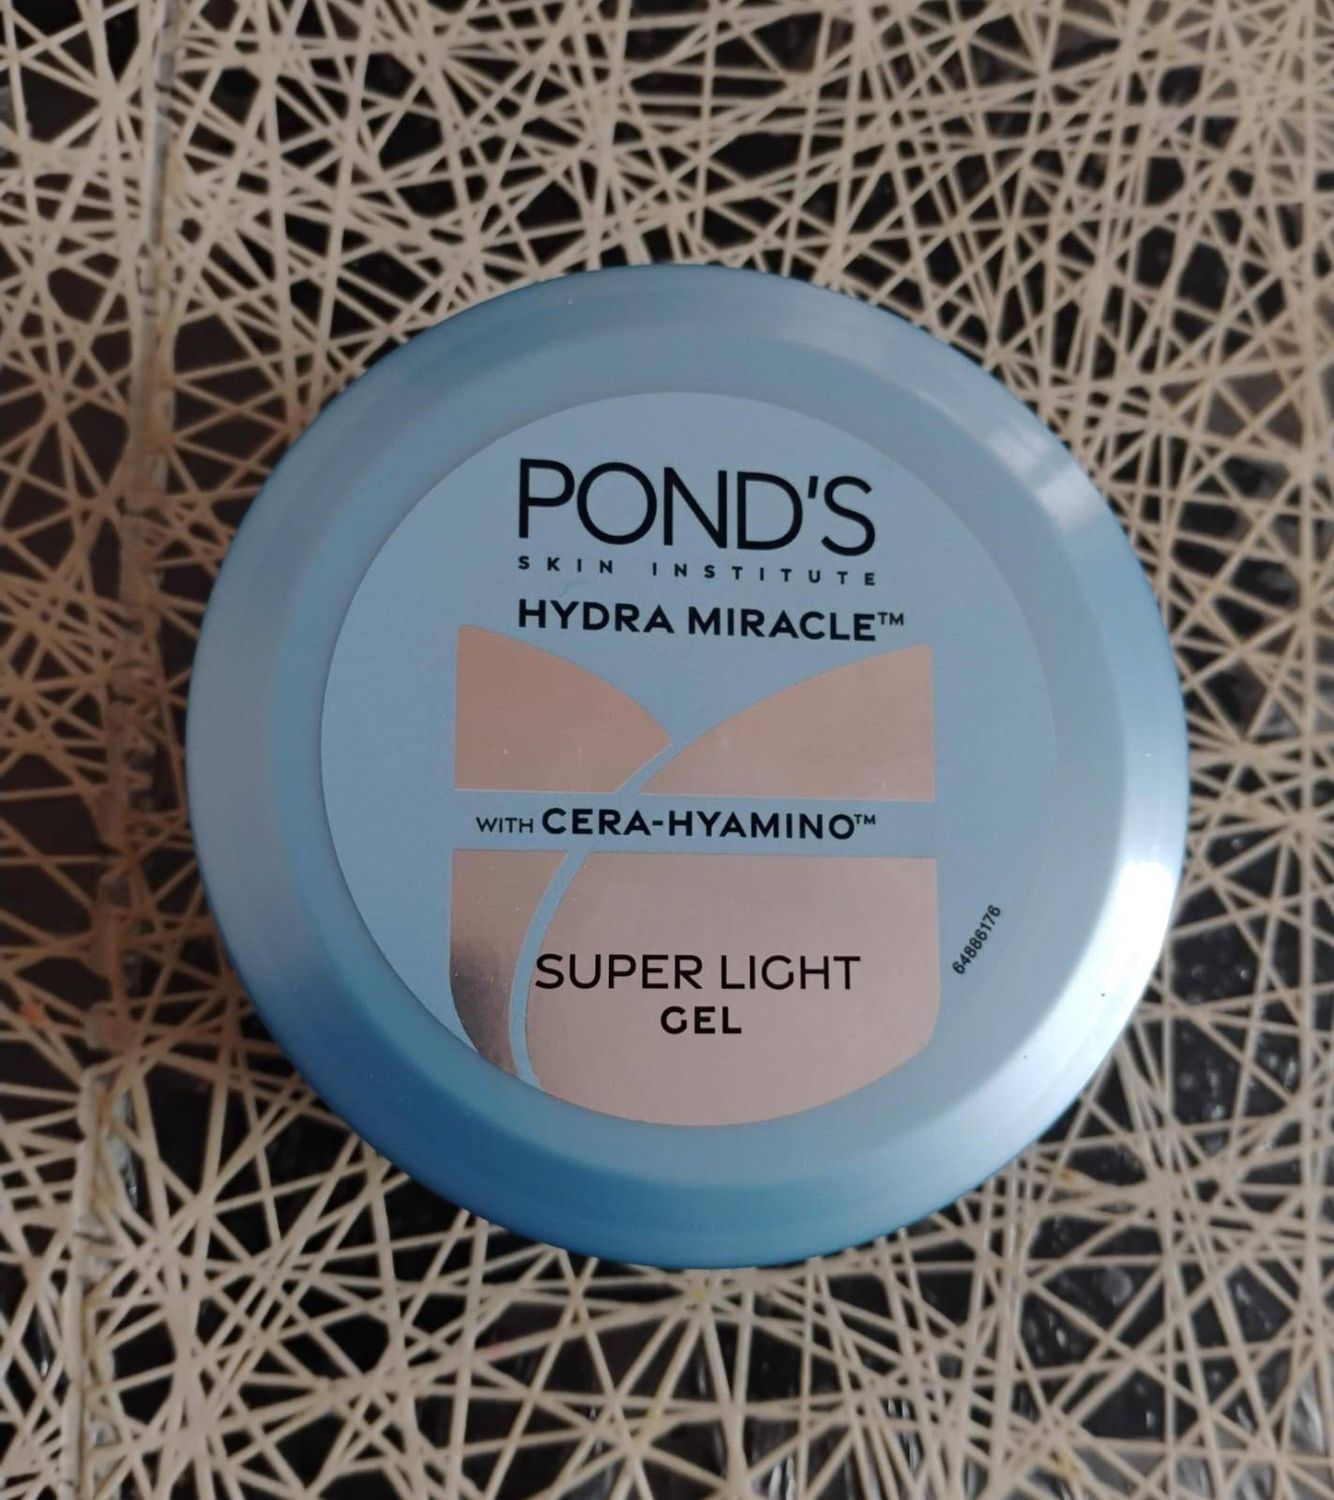 POND'S
SKIN INSTITUTE
HYDRA MIRACLE™
WITH CERA-HYAMINO™
SUPER LIGHT
GEL
64886176